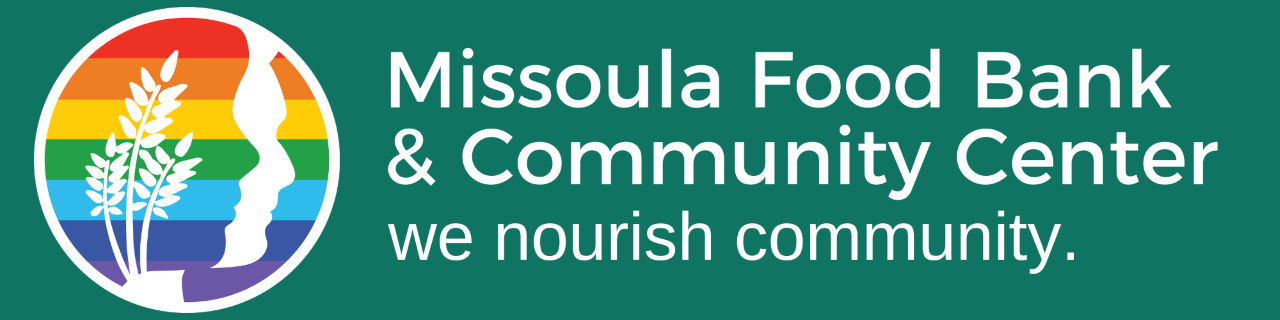 Missoula Food Bank
& Community Center
we nourish community.